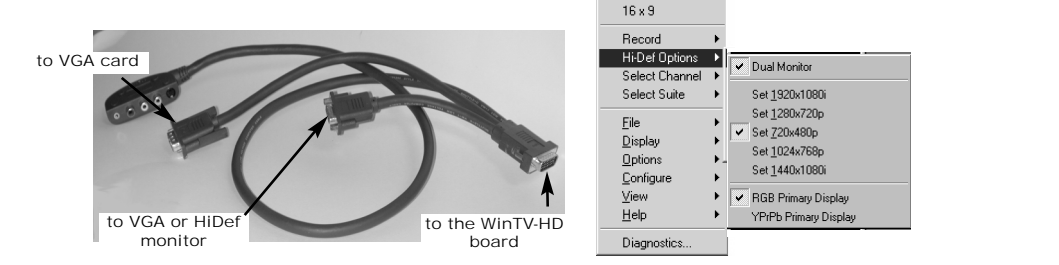 to VGA card
to VGA or HiDef
monitor
to the WinTV-HD
board
16 x 9
Record
Hi-Def Options
Select Channel
Select Suite
File
Display
Options
Configure
View
Help
Diagnostics...
Dual Monitor
Set 1920x1080i
Set 1280x720p
Set 720x480p
Set 1024x768p
Set 1440x1080i
RGB Primary Display
YPrPb Primary Display